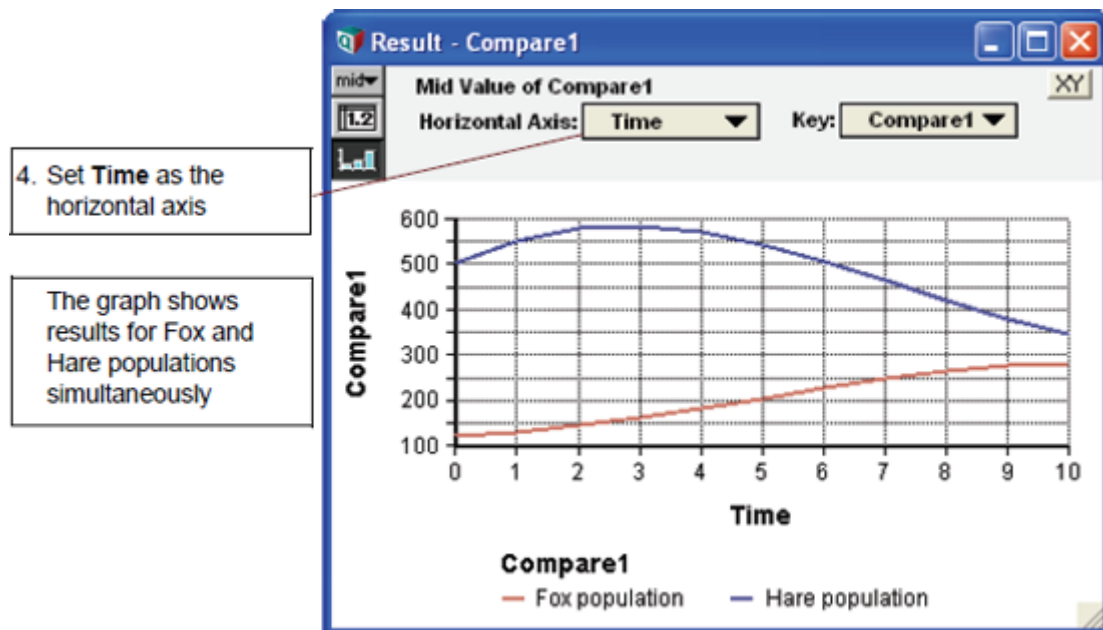 Result - Compare1
mid
Mid Value of Compare1
XY
1.2
Horizontal Axis: Time Key: Compare1
4. Set Time as the
horizontal axis
The graph shows
results for Fox and
Hare populations
simultaneously
Compare1
600
500
400
300
200
100
0 1 2 3 4 5 6 7 8 9 10
Time
Compare1
Fox population Hare population